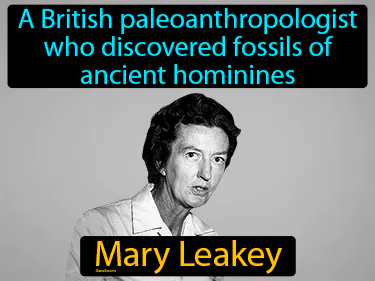 A British paleoanthropologist
who discovered fossils of
ancient hominines
Mary Leakey